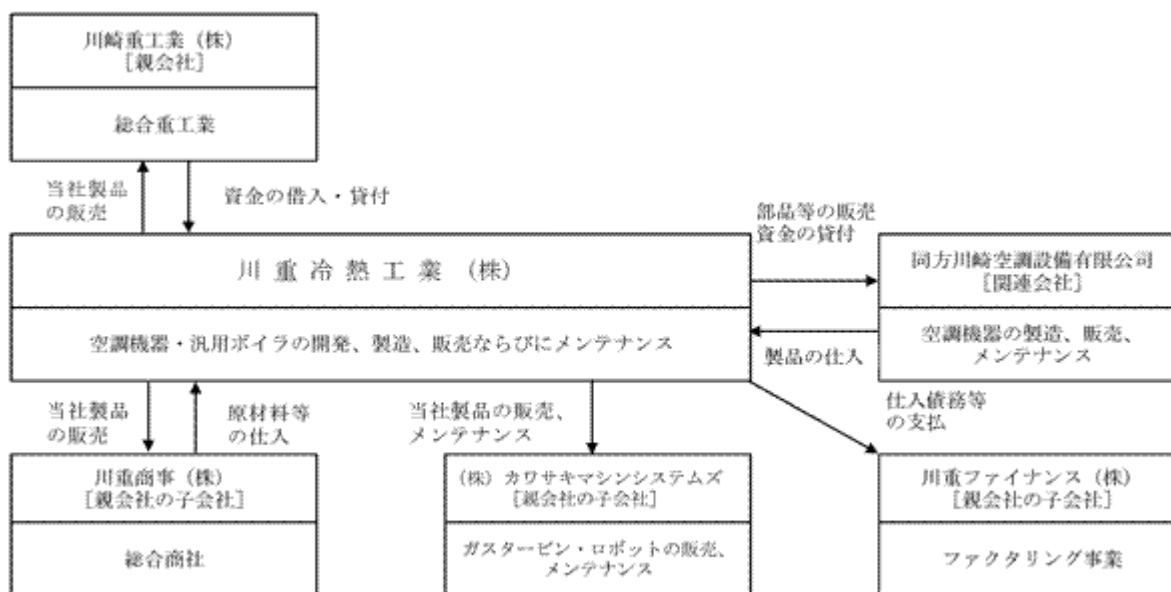 川崎重工業（株）
［親会社］
総合重工業
当社製品
の販売
資金の借入・貸付
部品等の販売
資金の貸付
川 重 冷 熱 工 業 （株）
空調機器・汎用ボイラの開発、製造、販売ならびにメンテナンス
同方川崎空調設備有限公司
［関連会社］
空調機器の製造、販売、
メンテナンス
製品の仕入
当社製品
の販売
原材料等
の仕入
当社製品の販売、
メンテナンス
仕入債務等
の支払
川重商事（株）
［親会社の子会社］
総合商社
（株）カワサキマシンシステムズ
［親会社の子会社］
ガスタービン・ロボットの販売、
メンテナンス
川重ファイナンス（株）
［親会社の子会社］
ファクタリング事業